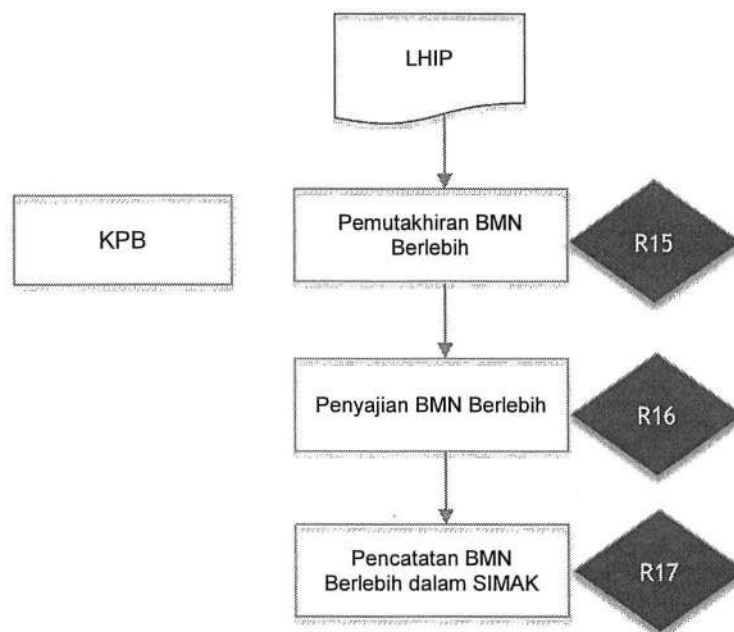 LHIP
KPB
Pemutakhiran BMN
Berlebih
R15
Penyajian BMN Berlebih
R16
Pencatatan BMN
Berlebih dalam SIMAK
R17